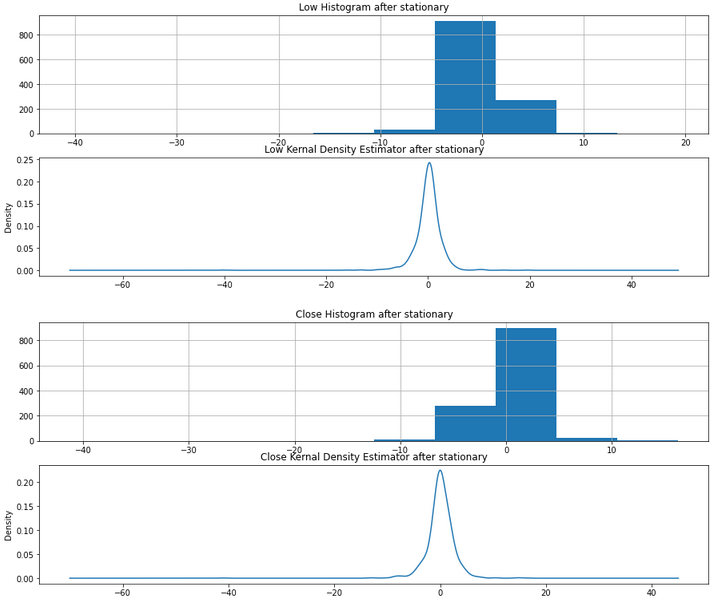 Low Histogram after stationary
800
600
400
200
0
−40 −30 −20 −10 0 10 20
Low Kernal Density Estimator after stationary
0.25
0.20
0.15
0.10
0.05
0.00
Density
−60 −40 −20 0 20 40
Close Histogram after stationary
800
600
400
200
0
−40 −30 −20 −10 0 10
Close Kernal Density Estimator after stationary
0.20
0.15
0.10
0.05
0.00
Density
−60 −40 −20 0 20 40